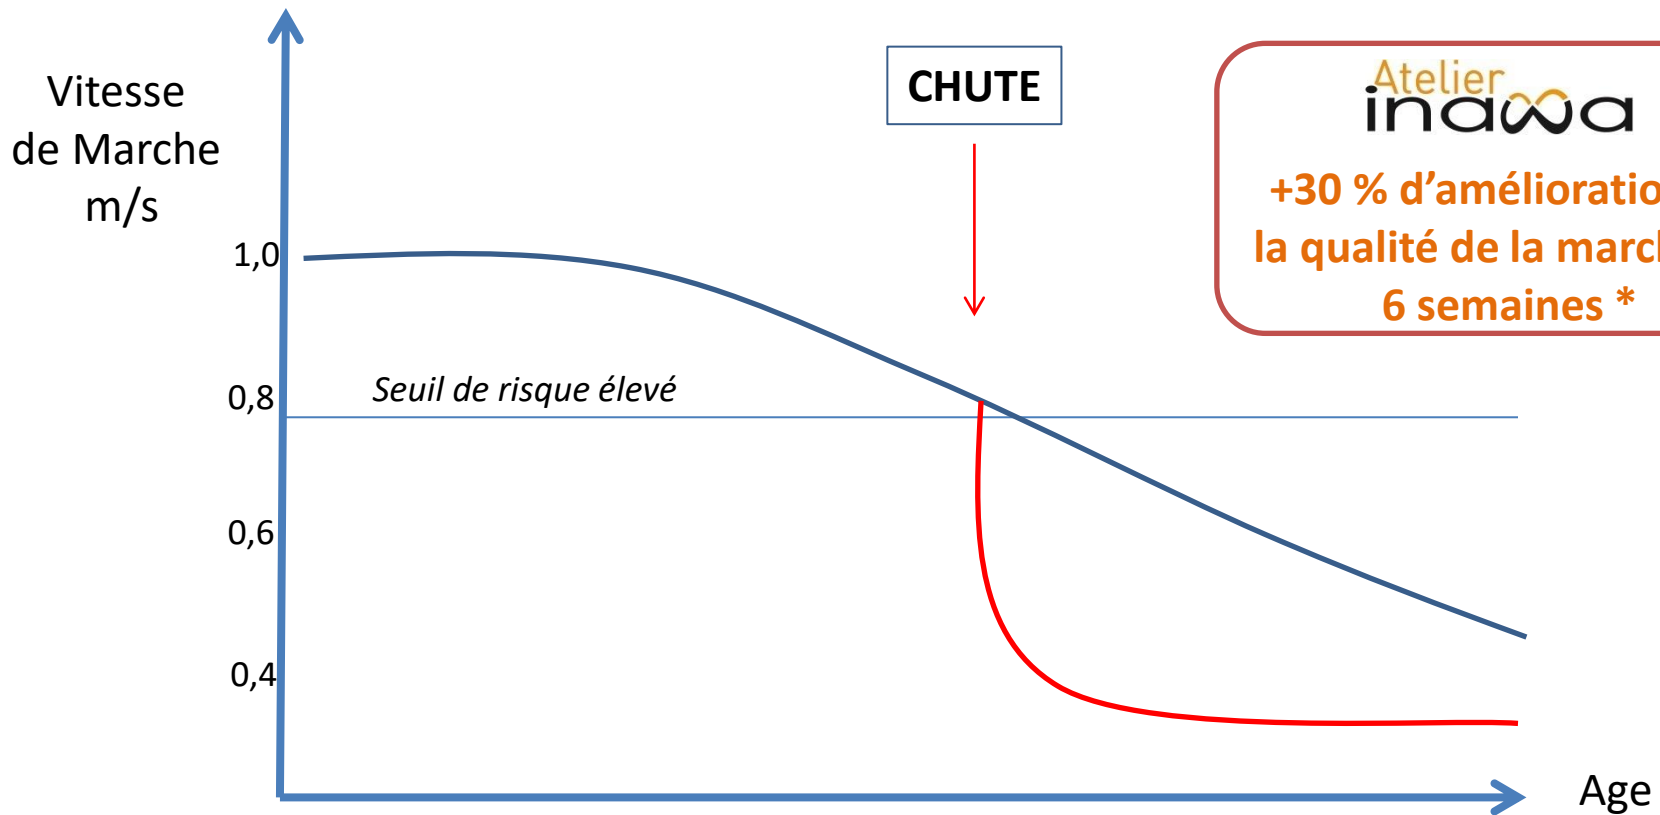 Vitesse
de Marche
m/s
CHUTE
Atelier
inawa
+30 % d'amélioratio
la qualité de la marc
6 semaines *
1,0
Seuil de risque élevé
0,8
0,6
0,4
Age